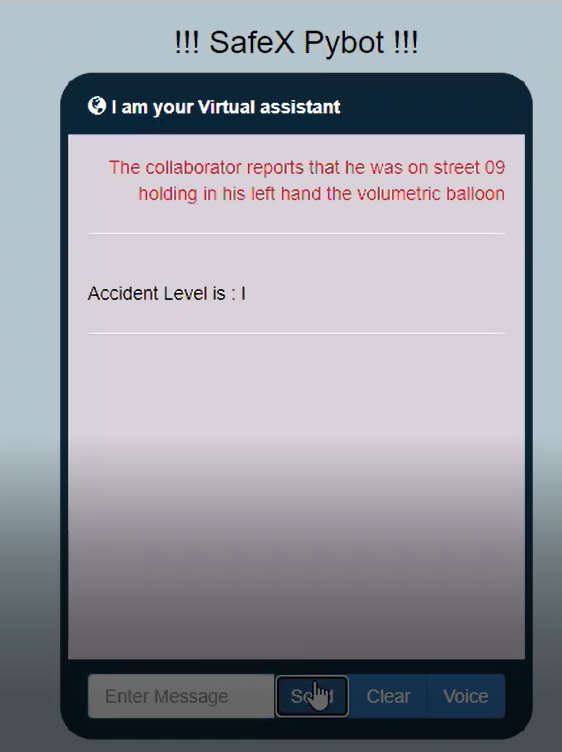 !!! SafeX Pybot !!!
I am your Virtual assistant
The collaborator reports that he was on street 09
holding in his left hand the volumetric balloon
Accident Level is : I
Enter Message
Clear
Voice